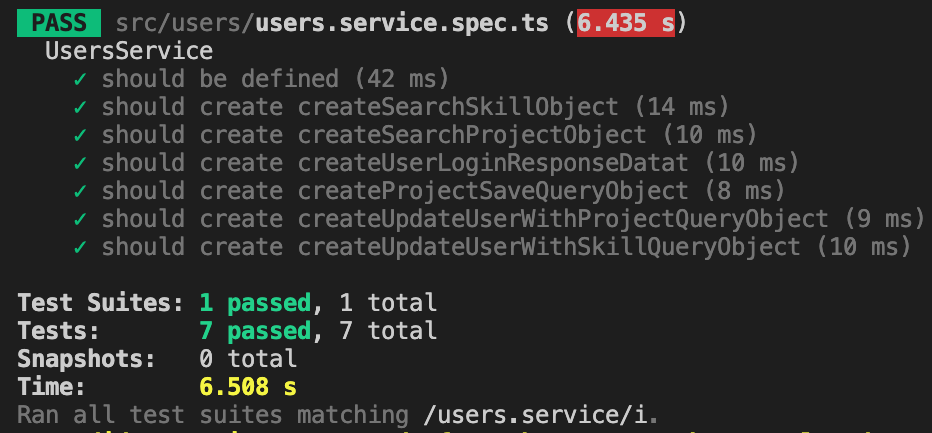 PASS src/users/users.service.spec.ts (6.435 s)
UsersService
✓ should be defined (42 ms)
✓ should create createSearchSkillObject (14 ms)
✓ should create createSearchProjectObject (10 ms)
✓ should create createUserLoginResponseDatat (10 ms)
✓ should create createProjectSaveQueryObject (8 ms)
✓ should create createUpdateUserWithProjectQueryObject (9 ms)
✓ should create createUpdateUserWithSkillQueryObject (10 ms)
Test Suites: 1 passed, 1 total
Tests: 7 passed, 7 total
Snapshots: 0 total
Time: 6.508 s
Ran all test suites matching /users.service/i.